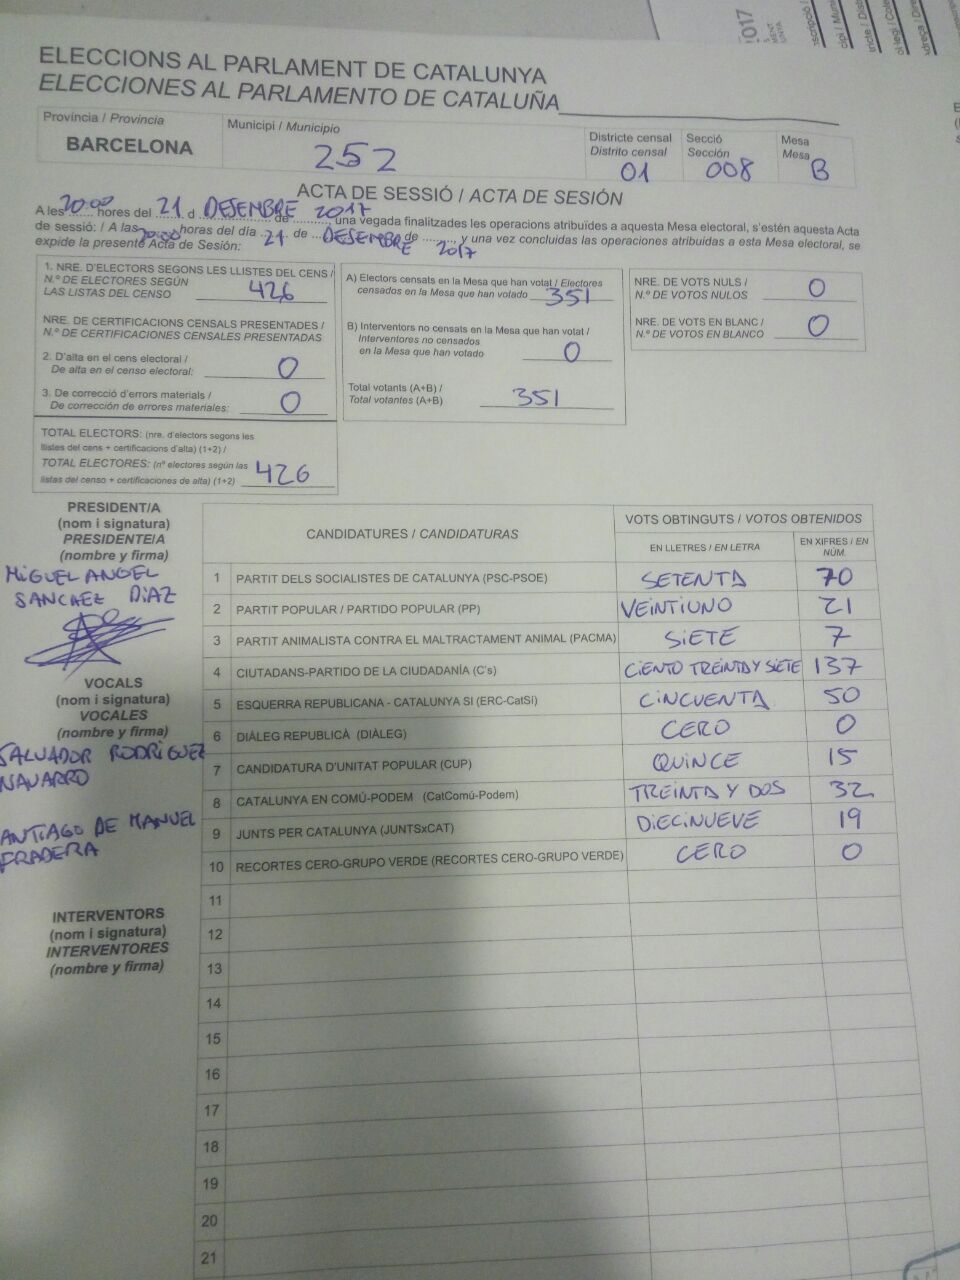 ELECCIONS AL PARLAMENT DE CATALUNYA
ELECCIONES AL PARLAMENTO DE CATALUÑA
Província / Provincia
BARCELONA
Municipi / Municipio
252
Districte censal
Distrito censal
01
Secció
Sección
008
Mesa
Mesa
B
ACTA DE SESSIÓ / ACTA DE SESIÓN
A les 20:00 hores del 21 d DESEMBRE de 2017, una vegada finalitzades les operacions atribuïdes a aquesta Mesa electoral, s'estén aquesta Acta
de sessió: / A las 20:00 horas del día 21 de DESEMBRE de 2017 y una vez concluidas las operaciones atribuidas a esta Mesa electoral, se
expide la presente Acta de Sesión:
1. NRE. D'ELECTORS SEGONS LES LLISTES DEL CENS /
N.º DE ELECTORES SEGÚN
LAS LISTAS DEL CENSO 426
NRE. DE CERTIFICACIONS CENSALS PRESENTADES /
N.º DE CERTIFICACIONES CENSALES PRESENTADAS
2. D'alta en el cens electoral /
De alta en el censo electoral: 0
3. De correcció d'errors materials /
De corrección de errores materiales: 0
TOTAL ELECTORS: (nre. d'electors segons les
llistes del cens + certificacions d'alta) (1+2) /
TOTAL ELECTORES: (nº electores según las
listas del censo + certificaciones de alta) (1+2) 426
A) Electors censats en la Mesa que han votat / Electores
censados en la Mesa que han votado 351
B) Interventors no censats en la Mesa que han votat /
Interventores no censados
en la Mesa que han votado 0
Total votants (A+B) /
Total votantes (A+B) 351
NRE. DE VOTS NULS /
N.º DE VOTOS NULOS 0
NRE. DE VOTS EN BLANC /
N.º DE VOTOS EN BLANCO 0
PRESIDENT/A
(nom i signatura)
PRESIDENTE/A
(nombre y firma)
MIGUEL ANGEL
SANCHEZ DIAZ
VOCALS
(nom i signatura)
VOCALES
(nombre y firma)
SALVADOR RODRIGUEZ
NAVARRO
ANTIAGO DE MANUEL
FRADERA
INTERVENTORS
(nom i signatura)
INTERVENTORES
(nombre y firma)
CANDIDATURES / CANDIDATURAS
VOTS OBTINGUTS / VOTOS OBTENIDOS
EN LLETRES / EN LETRA
EN XIFRES / EN
NÚM.
1 PARTIT DELS SOCIALISTES DE CATALUNYA (PSC-PSOE) SETENTA 70
2 PARTIT POPULAR / PARTIDO POPULAR (PP) VEINTIUNO 21
3 PARTIT ANIMALISTA CONTRA EL MALTRACTAMENT ANIMAL (PACMA) SIETE 7
4 CIUTADANS-PARTIDO DE LA CIUDADANÍA (C's) CIENTO TREINTA Y SIETE 137
5 ESQUERRA REPUBLICANA - CATALUNYA SI (ERC-CatSí) CINCUENTA 50
6 DIÀLEG REPUBLICÀ (DIÀLEG) CERO 0
7 CANDIDATURA D'UNITAT POPULAR (CUP) QUINCE 15
8 CATALUNYA EN COMÚ-PODEM (CatComú-Podem) TREINTA Y DOS 32
9 JUNTS PER CATALUNYA (JUNTSxCAT) DIECINUEVE 19
10 RECORTES CERO-GRUPO VERDE (RECORTES CERO-GRUPO VERDE) CERO 0
11
12
13
14
15
16
17
18
19
20
21
2017